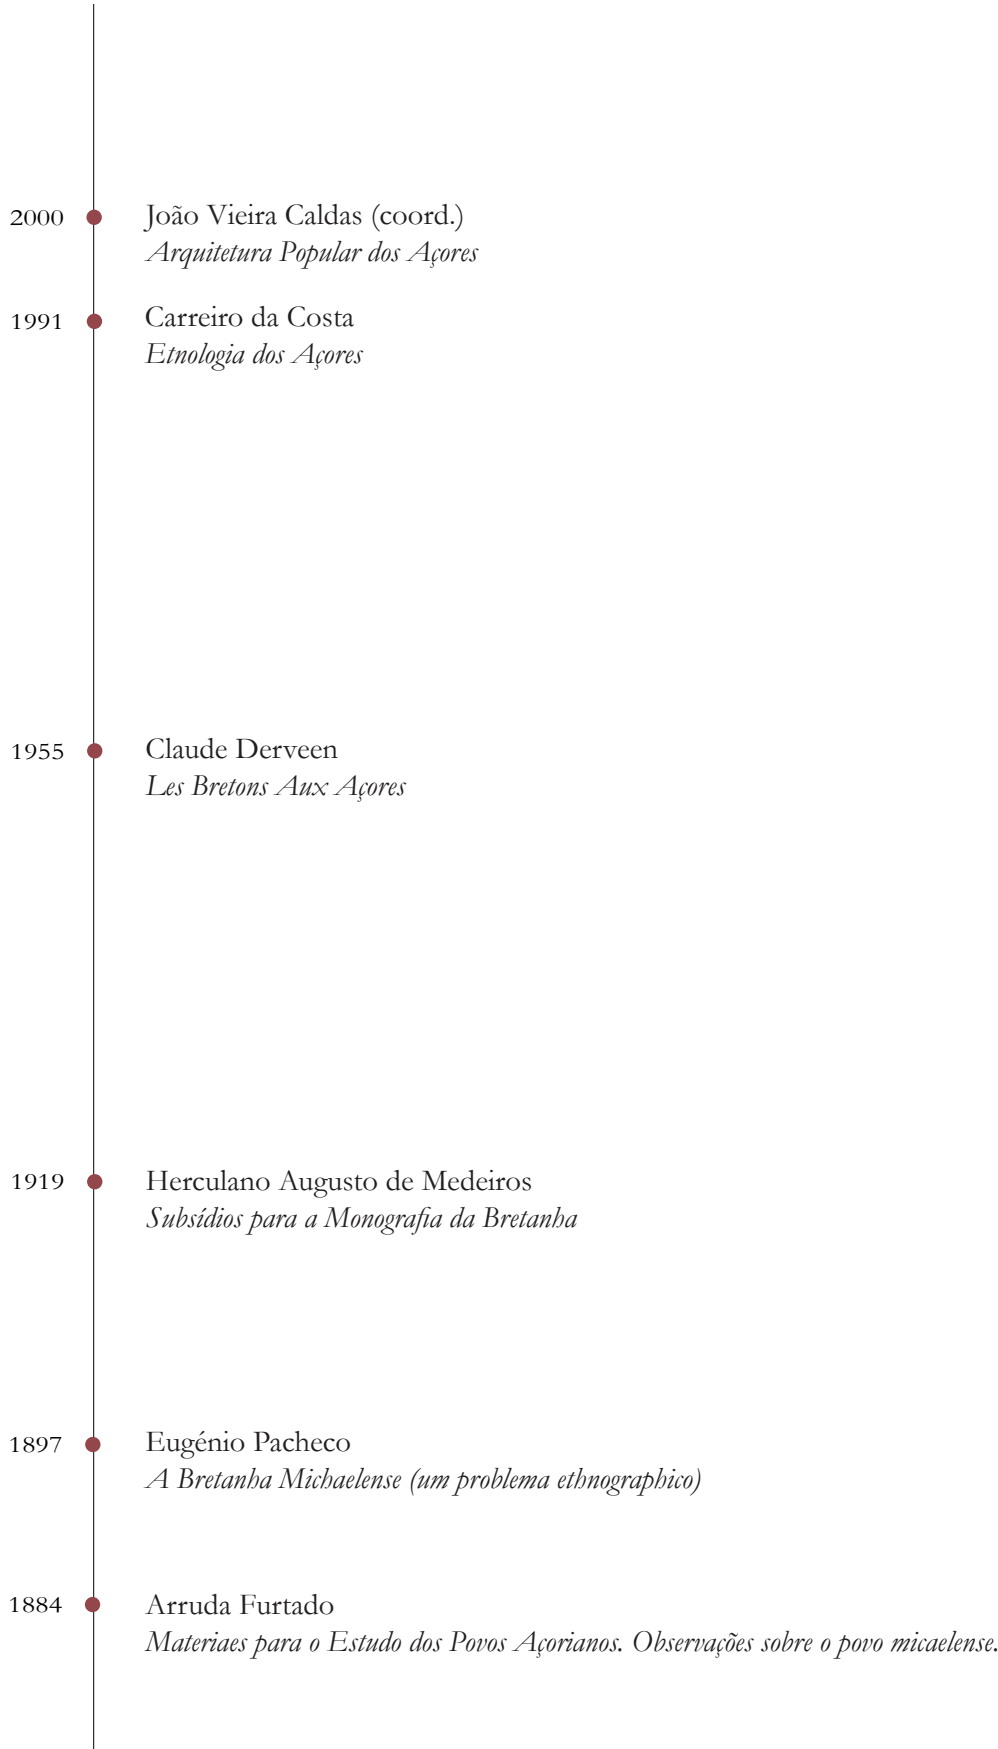 2000 João Vieira Caldas (coord.)
Arquitetura Popular dos Açores
1991 Carreiro da Costa
Etnologia dos Açores
1955 Claude Derveen
Les Bretons Aux Açores
1919 Herculano Augusto de Medeiros
Subsídios para a Monografia da Bretanha
1897 Eugénio Pacheco
A Bretanha Michaelense (um problema ethnographico)
1884 Arruda Furtado
Materiaes para o Estudo dos Povos Açorianos. Observações sobre o povo micaelense.